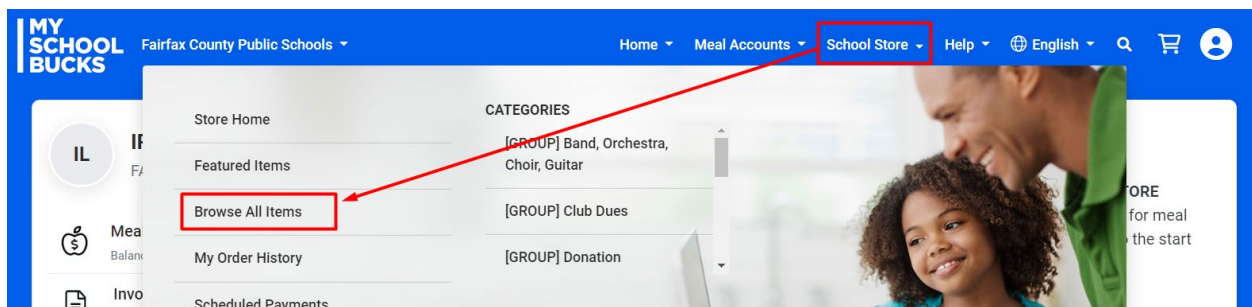 MY
SCHOOL
BUCKS
Fairfax County Public Schools
Home
Meal Accounts
School Store
Help
English
Store Home
Featured Items
Browse All Items
My Order History
Scheduled Payments
CATEGORIES
[GROUP] Band, Orchestra,
Choir, Guitar
[GROUP] Club Dues
[GROUP] Donation
IL
for meal
the start